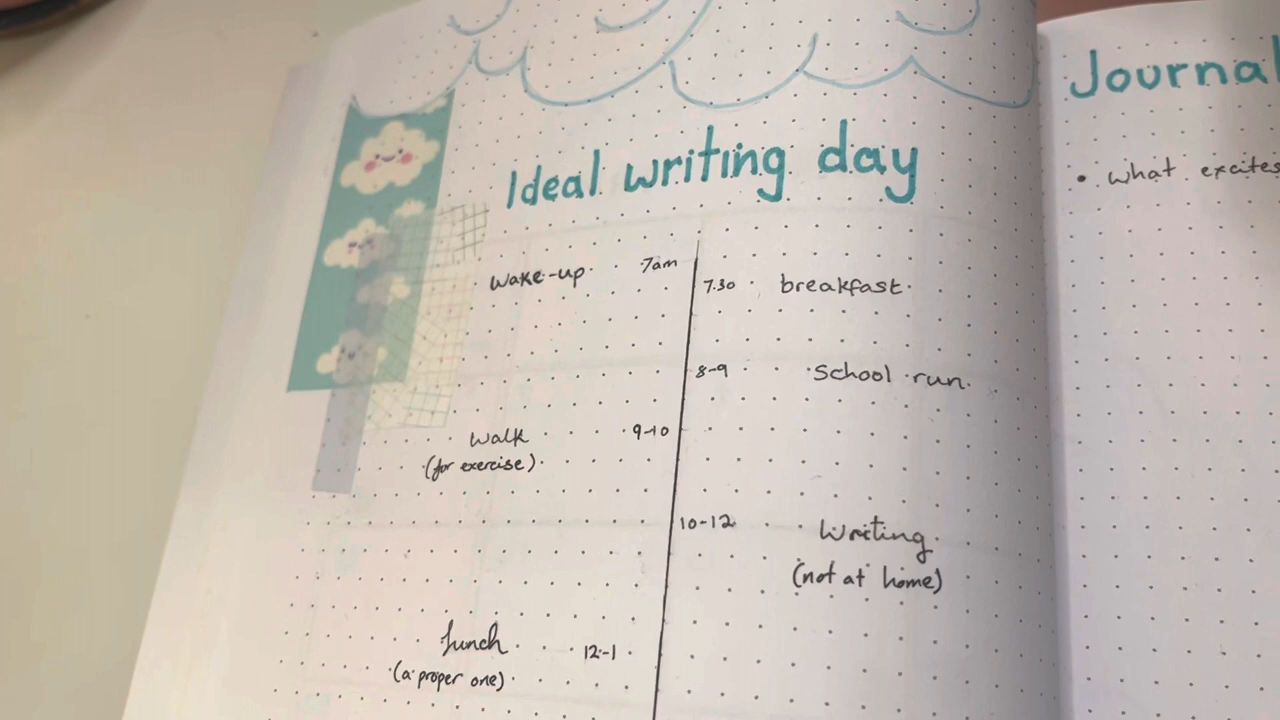 Ideal writing day
wake-up 7am
7.30 breakfast
8-9 School run
walk 9-10
(for exercise)
10-12 Writing
(not at home)
lunch 12-1
(a proper one)
Journal
• what excites